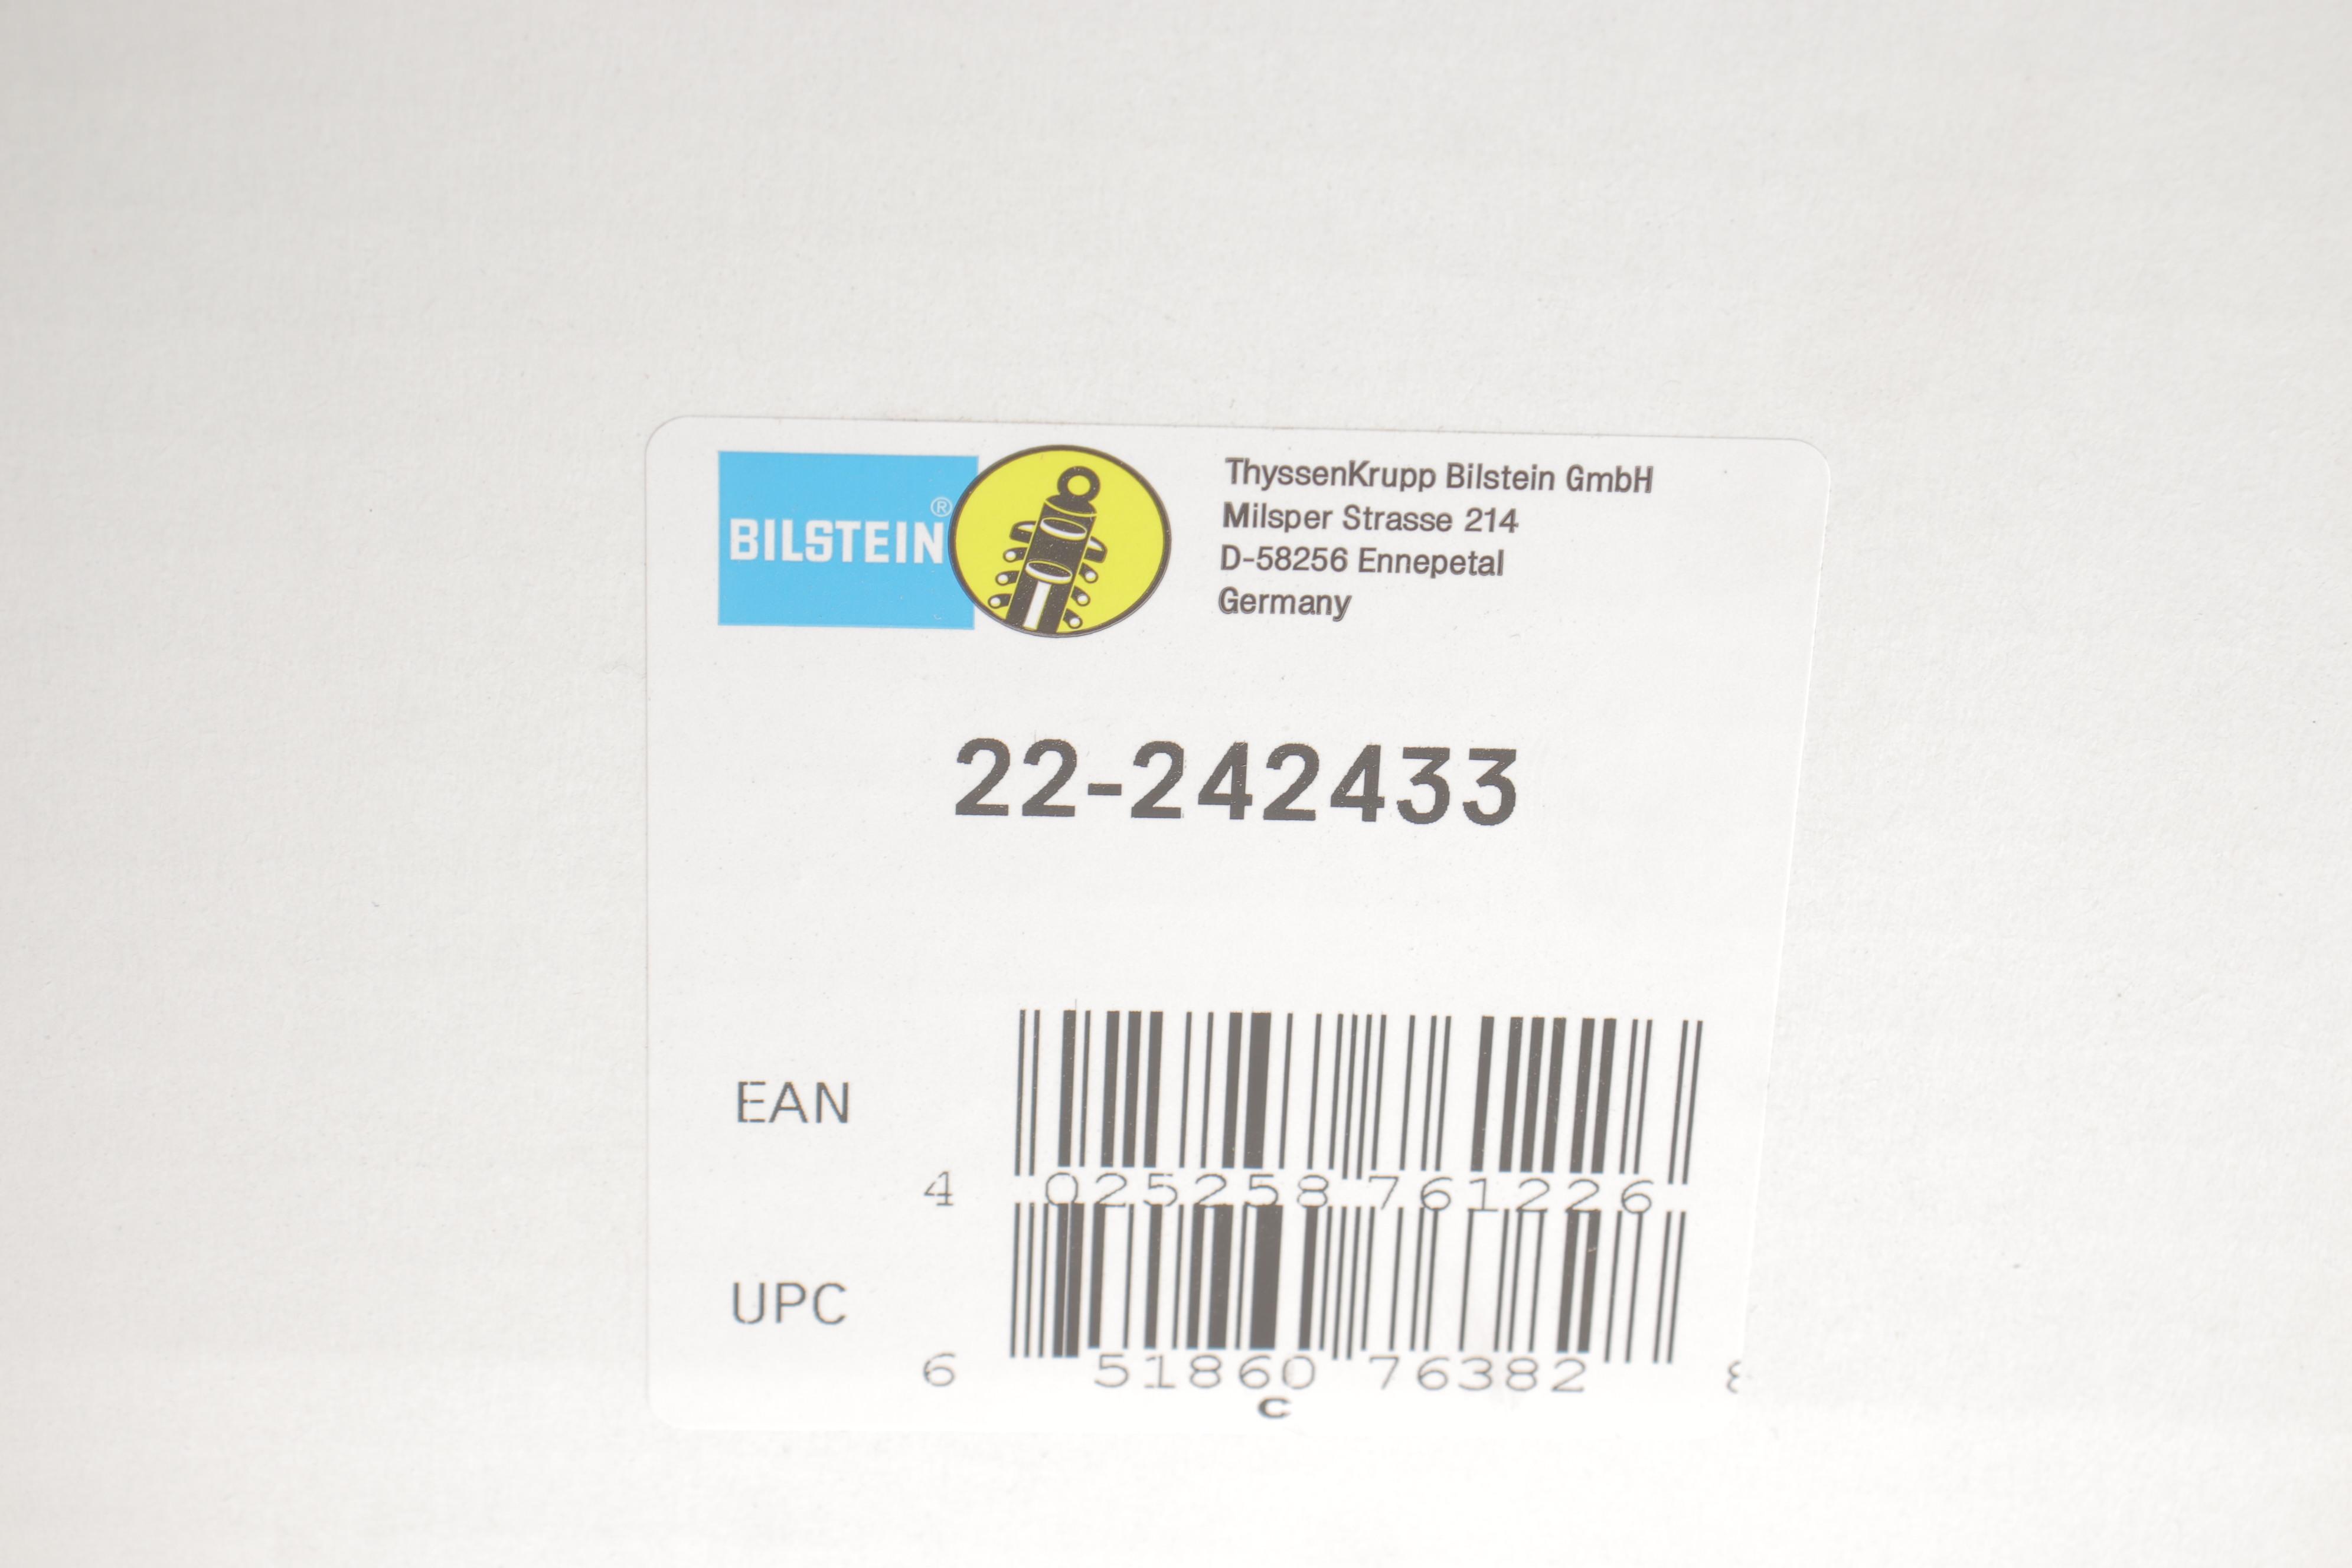 BILSTEIN®
ThyssenKrupp Bilstein GmbH
Milsper Strasse 214
D-58256 Ennepetal
Germany
22-242433
EAN
4 025258 761226
UPC
6 51860 76382 8
C